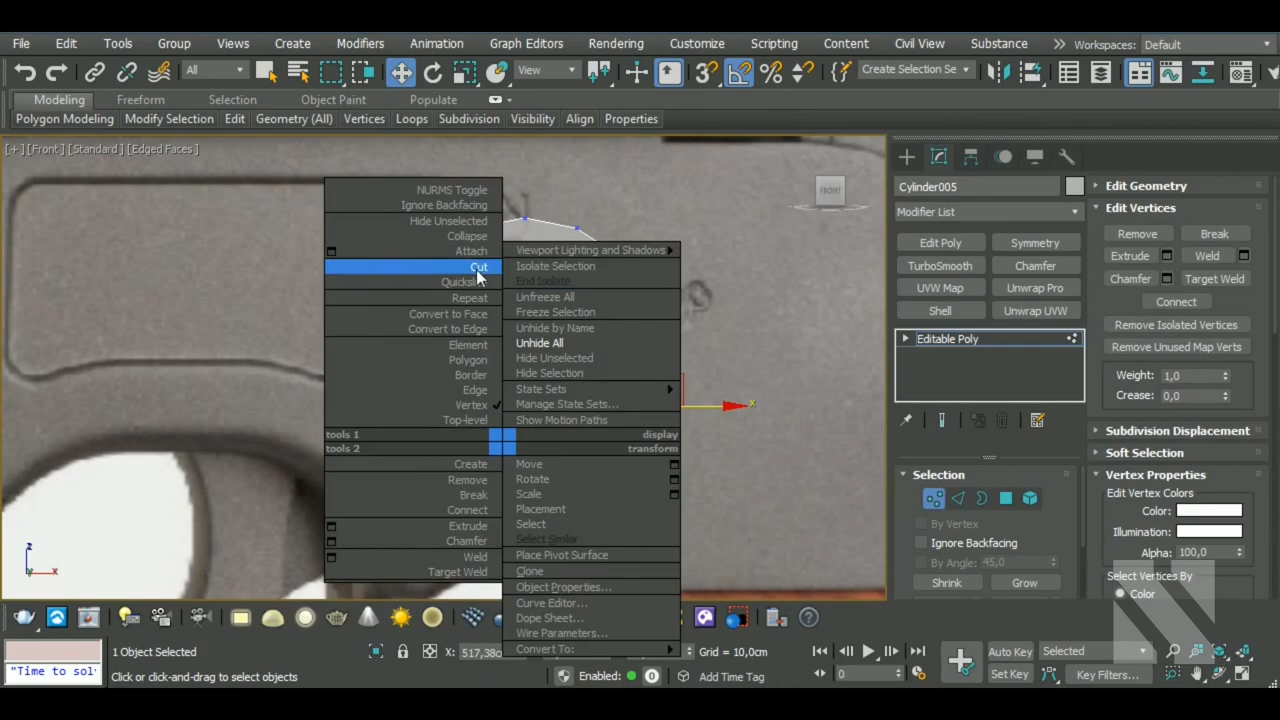 File Edit Tools Group Views Create Modifiers Animation Graph Editors Rendering Customize Scripting Content Civil View Substance Workspaces: Default
All View Create Selection Se
Modeling Freeform Selection Object Paint Populate
Polygon Modeling Modify Selection Edit Geometry (All) Vertices Loops Subdivision Visibility Align Properties
[+] [Front] [Standard] [Edged Faces]
FRONT
NURMS Toggle
Ignore Backfacing
Hide Unselected
Collapse
Attach
Cut
Repeat
Convert to Face
Convert to Edge
Element
Polygon
Border
Edge
Vertex
Top-level
tools 1
tools 2
Create
Remove
Break
Connect
Extrude
Chamfer
Weld
Target Weld
Viewport Lighting and Shadows
Isolate Selection
End Isolate
Unfreeze All
Freeze Selection
Unhide by Name
Unhide All
Hide Unselected
Hide Selection
State Sets
Manage State Sets...
Show Motion Paths
display
transform
Move
Rotate
Scale
Placement
Select
Select Similar
Place Pivot Surface
Clone
Object Properties...
Curve Editor...
Dope Sheet...
Wire Parameters...
Convert To:
x
z
x
Cylinder005
Modifier List
Edit Poly Symmetry
TurboSmooth Chamfer
UVW Map Unwrap Pro
Shell Unwrap UVW
Editable Poly
Selection
By Vertex
Ignore Backfacing
By Angle: 45,0
Shrink Grow
Edit Geometry
Edit Vertices
Remove Break
Extrude Weld
Chamfer Target Weld
Connect
Remove Isolated Vertices
Remove Unused Map Verts
Weight: 1,0
Crease: 0,0
Subdivision Displacement
Soft Selection
Vertex Properties
Edit Vertex Colors
Color:
Illumination:
Alpha: 100,0
Select Vertices By
Color
1 Object Selected X: Grid = 10,0cm Auto Key Selected
"Time to sol Click or click-and-drag to select objects Enabled: 0 Add Time Tag 0 Set Key Key Filters...